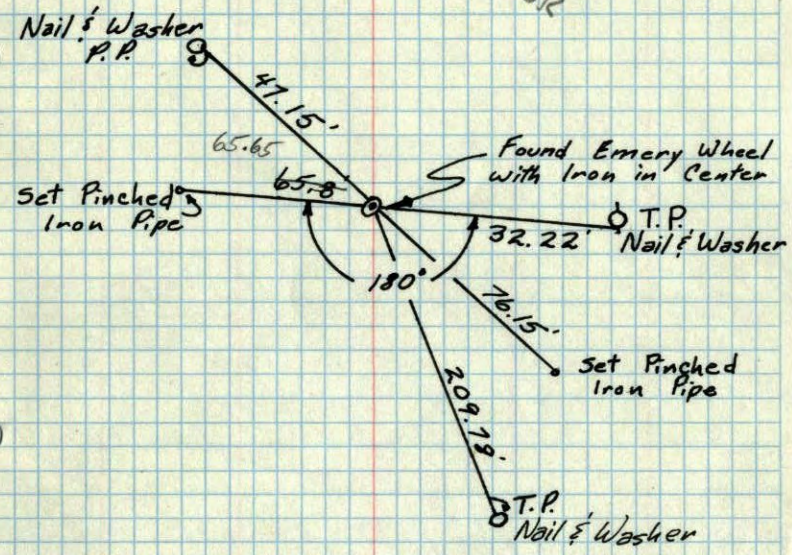 Nail & Washer
P.P.
47.15'
65.65
65.8
Found Emery Wheel
with Iron in Center
Set Pinched
Iron Pipe
T.P.
Nail & Washer
32.22'
180°
76.15'
Set Pinched
Iron Pipe
209.78'
T.P.
Nail & Washer